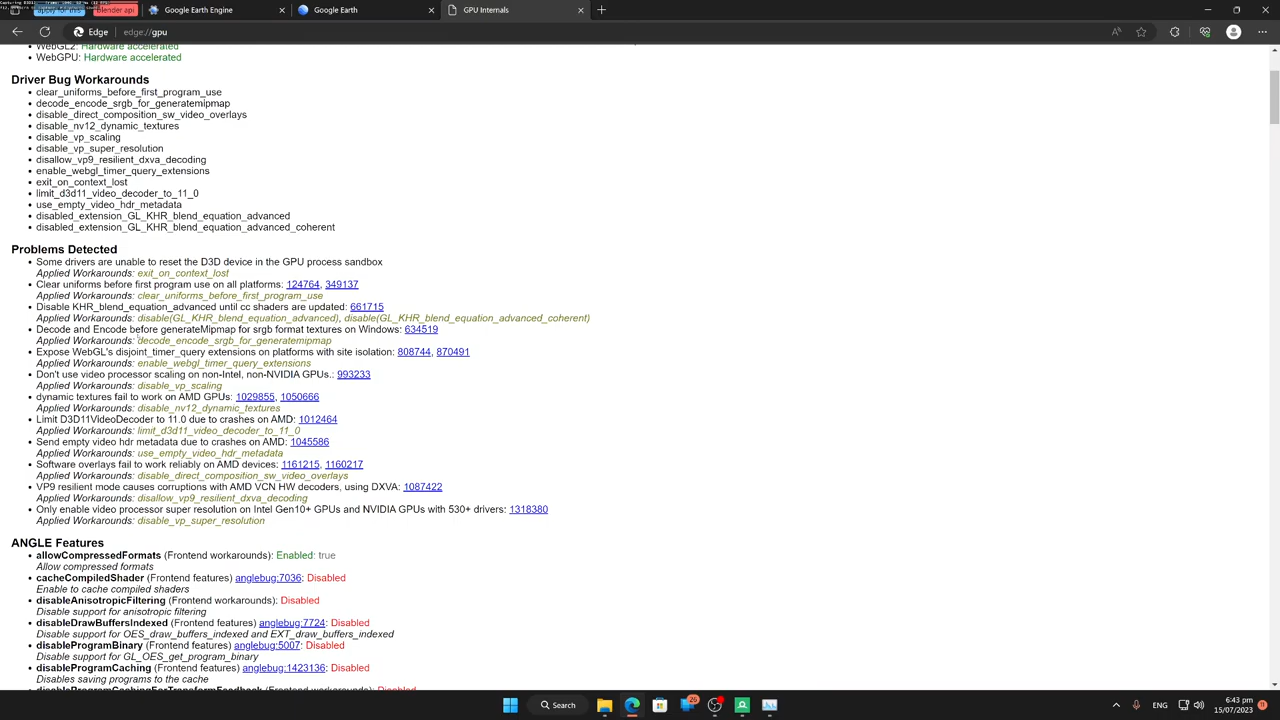 apply for this
blender api
Google Earth Engine
Google Earth
GPU Internals
Edge
edge://gpu
WebGL2: Hardware accelerated
WebGPU: Hardware accelerated
Driver Bug Workarounds
clear_uniforms_before_first_program_use
decode_encode_srgb_for_generatemipmap
disable_direct_composition_sw_video_overlays
disable_nv12_dynamic_textures
disable_vp_scaling
disable_vp_super_resolution
disallow_vp9_resilient_dxva_decoding
enable_webgl_timer_query_extensions
exit_on_context_lost
limit_d3d11_video_decoder_to_11_0
use_empty_video_hdr_metadata
disabled_extension_GL_KHR_blend_equation_advanced
disabled_extension_GL_KHR_blend_equation_advanced_coherent
Problems Detected
Some drivers are unable to reset the D3D device in the GPU process sandbox
Applied Workarounds: exit_on_context_lost
Clear uniforms before first program use on all platforms: 124764, 349137
Applied Workarounds: clear_uniforms_before_first_program_use
Disable KHR_blend_equation_advanced until cc shaders are updated: 661715
Applied Workarounds: disable(GL_KHR_blend_equation_advanced), disable(GL_KHR_blend_equation_advanced_coherent)
Decode and Encode before generateMipmap for srgb format textures on Windows: 634519
Applied Workarounds: decode_encode_srgb_for_generatemipmap
Expose WebGL's disjoint_timer_query extensions on platforms with site isolation: 808744, 870491
Applied Workarounds: enable_webgl_timer_query_extensions
Don't use video processor scaling on non-Intel, non-NVIDIA GPUs.: 993233
Applied Workarounds: disable_vp_scaling
dynamic textures fail to work on AMD GPUs: 1029855, 1050666
Applied Workarounds: disable_nv12_dynamic_textures
Limit D3D11VideoDecoder to 11.0 due to crashes on AMD: 1012464
Applied Workarounds: limit_d3d11_video_decoder_to_11_0
Send empty video hdr metadata due to crashes on AMD: 1045586
Applied Workarounds: use_empty_video_hdr_metadata
Software overlays fail to work reliably on AMD devices: 1161215, 1160217
Applied Workarounds: disable_direct_composition_sw_video_overlays
VP9 resilient mode causes corruptions with AMD VCN HW decoders, using DXVA: 1087422
Applied Workarounds: disallow_vp9_resilient_dxva_decoding
Only enable video processor super resolution on Intel Gen10+ GPUs and NVIDIA GPUs with 530+ drivers: 1318380
Applied Workarounds: disable_vp_super_resolution
ANGLE Features
allowCompressedFormats (Frontend workarounds): Enabled: true
Allow compressed formats
cacheCompiledShader (Frontend features) anglebug:7036: Disabled
Enable to cache compiled shaders
disableAnisotropicFiltering (Frontend workarounds): Disabled
Disable support for anisotropic filtering
disableDrawBuffersIndexed (Frontend features) anglebug:7724: Disabled
Disable support for OES_draw_buffers_indexed and EXT_draw_buffers_indexed
disableProgramBinary (Frontend features) anglebug:5007: Disabled
Disable support for GL_OES_get_program_binary
disableProgramCaching (Frontend features) anglebug:1423136: Disabled
Disables saving programs to the cache
disableProgramCachingForTransformFeedback (Frontend workarounds): Disabled
Search
26
ENG
6:43 pm
15/07/2023